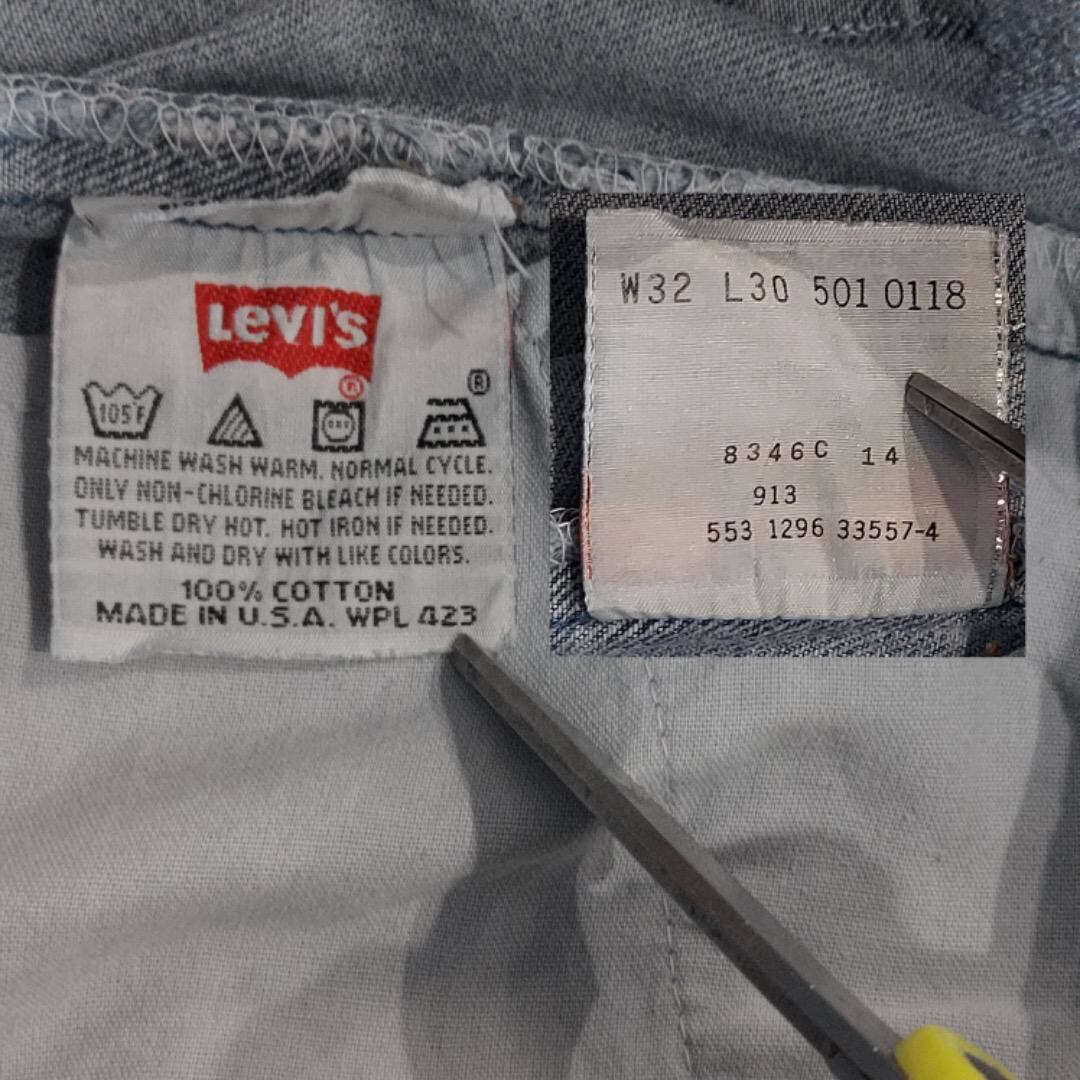 Levi's
®
®
105°F
MACHINE WASH WARM. NORMAL CYCLE.
ONLY NON-CHLORINE BLEACH IF NEEDED.
TUMBLE DRY HOT. HOT IRON IF NEEDED.
WASH AND DRY WITH LIKE COLORS.
100% COTTON
MADE IN U.S.A. WPL 423
W32 L30 501 0118
8346C 14
913
553 1296 33557-4